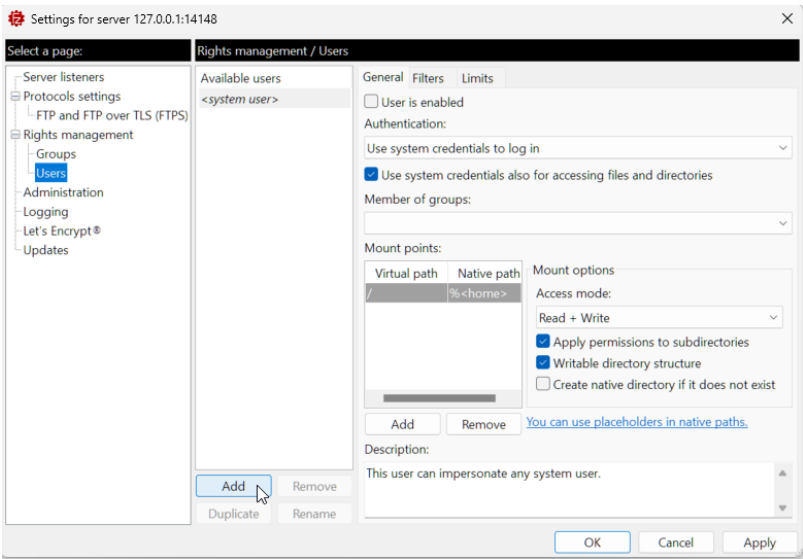 Settings for server 127.0.0.1:14148
Select a page:
Server listeners
Protocols settings
FTP and FTP over TLS (FTPS)
Rights management
Groups
Users
Administration
Logging
Let's Encrypt®
Updates
Rights management / Users
Available users
<system user>
Add
Remove
Duplicate
Rename
General
Filters
Limits
User is enabled
Authentication:
Use system credentials to log in
Use system credentials also for accessing files and directories
Member of groups:
Mount points:
Virtual path
Native path
/
%<home>
Add
Remove
Mount options
Access mode:
Read + Write
Apply permissions to subdirectories
Writable directory structure
Create native directory if it does not exist
You can use placeholders in native paths.
Description:
This user can impersonate any system user.
OK
Cancel
Apply